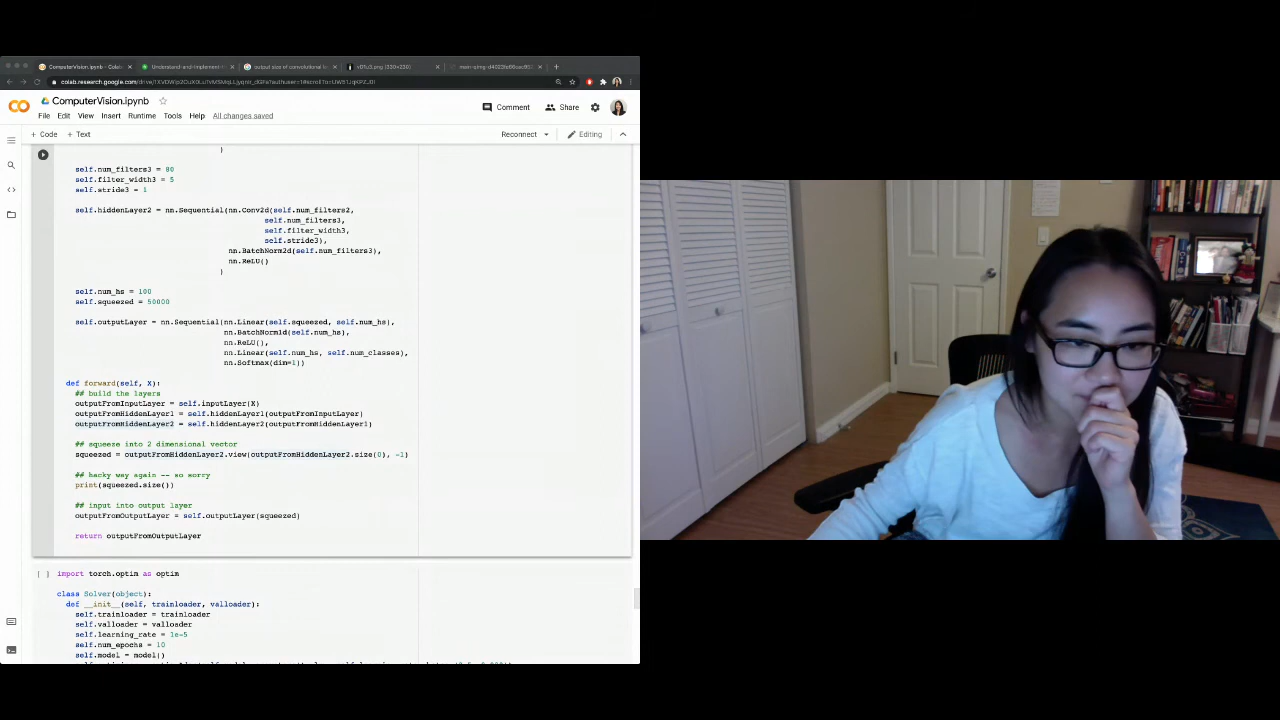 ComputerVision.ipynb - Colab
output size of convolutional
ComputerVision.ipynb
Comment
Share
File Edit View Insert Runtime Tools Help All changes saved
+ Code + Text
Reconnect
Editing
)
self.num_filters3 = 80
self.filter_width3 = 5
self.stride3 = 1
self.hiddenLayer2 = nn.Sequential(nn.Conv2d(self.num_filters2,
self.num_filters3,
self.filter_width3,
self.stride3),
nn.BatchNorm2d(self.num_filters3),
nn.ReLU()
)
self.num_hs = 100
self.squeezed = 50000
self.outputLayer = nn.Sequential(nn.Linear(self.squeezed, self.num_hs),
nn.BatchNorm1d(self.num_hs),
nn.ReLU(),
nn.Linear(self.num_hs, self.num_classes),
nn.Softmax(dim=1))
def forward(self, X):
## build the layers
outputFromInputLayer = self.inputLayer(X)
outputFromHiddenLayer1 = self.hiddenLayer1(outputFromInputLayer)
outputFromHiddenLayer2 = self.hiddenLayer2(outputFromHiddenLayer1)
## squeeze into 2 dimensional vector
squeezed = outputFromHiddenLayer2.view(outputFromHiddenLayer2.size(0), -1)
## hacky way again -- so sorry
print(squeezed.size())
## input into output layer
outputFromOutputLayer = self.outputLayer(squeezed)
return outputFromOutputLayer
[ ] import torch.optim as optim
class Solver(object):
def __init__(self, trainloader, valloader):
self.trainloader = trainloader
self.valloader = valloader
self.learning_rate = 1e-5
self.num_epochs = 10
self.model = model()